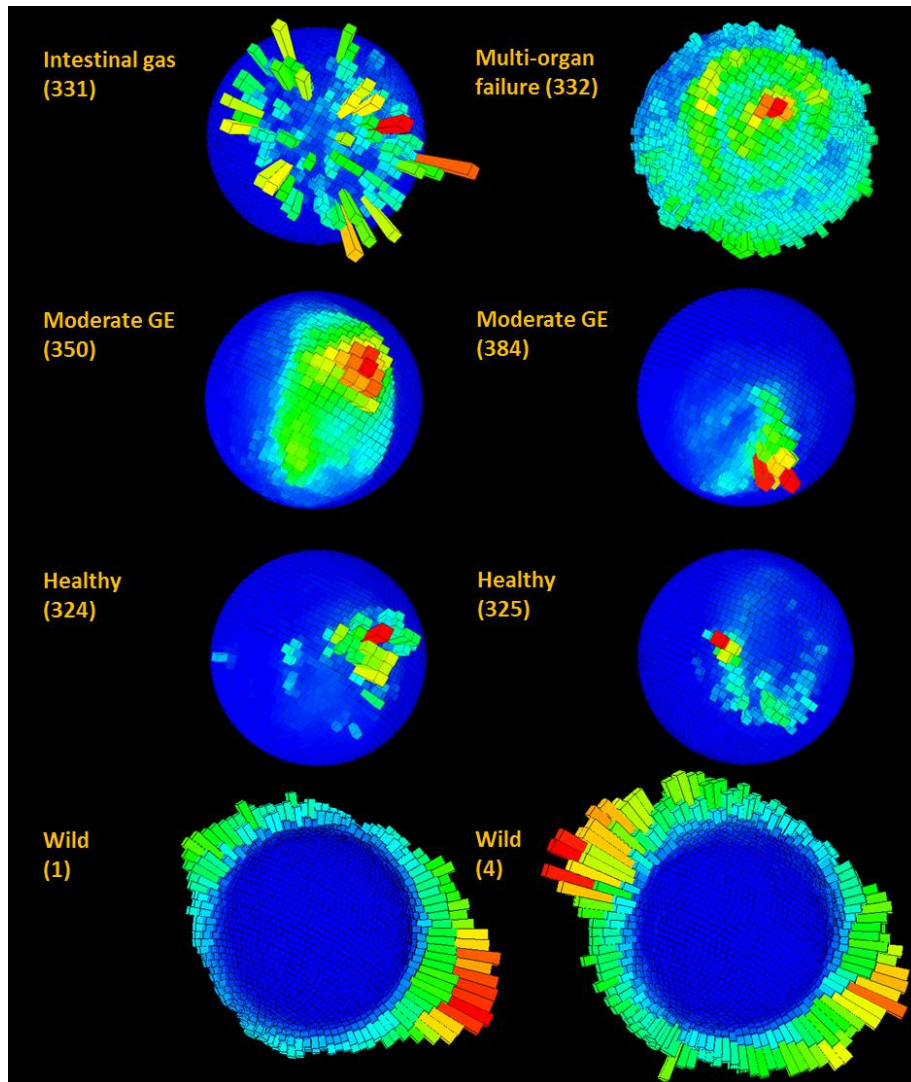 Intestinal gas
(331)
Multi-organ
failure (332)
Moderate GE
(350)
Moderate GE
(384)
Healthy
(324)
Healthy
(325)
Wild
(1)
Wild
(4)